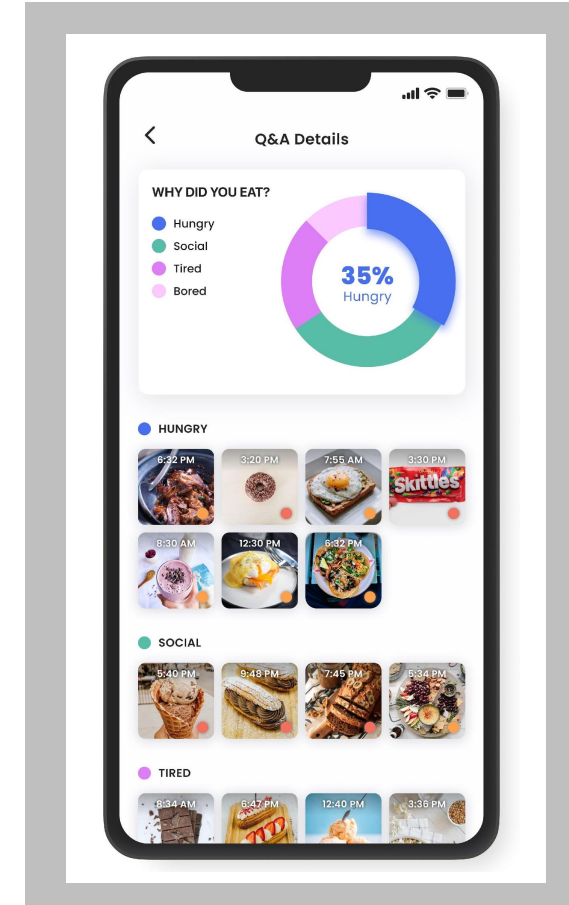 Q&A Details
WHY DID YOU EAT?
Hungry
Social
Tired
Bored
35%
Hungry
HUNGRY
6:32 PM
3:20 PM
7:55 AM
3:30 PM
Skittles
8:30 AM
12:30 PM
6:32 PM
SOCIAL
5:40 PM
9:48 PM
7:45 PM
5:34 PM
TIRED
8:34 AM
6:47 PM
12:40 PM
3:36 PM